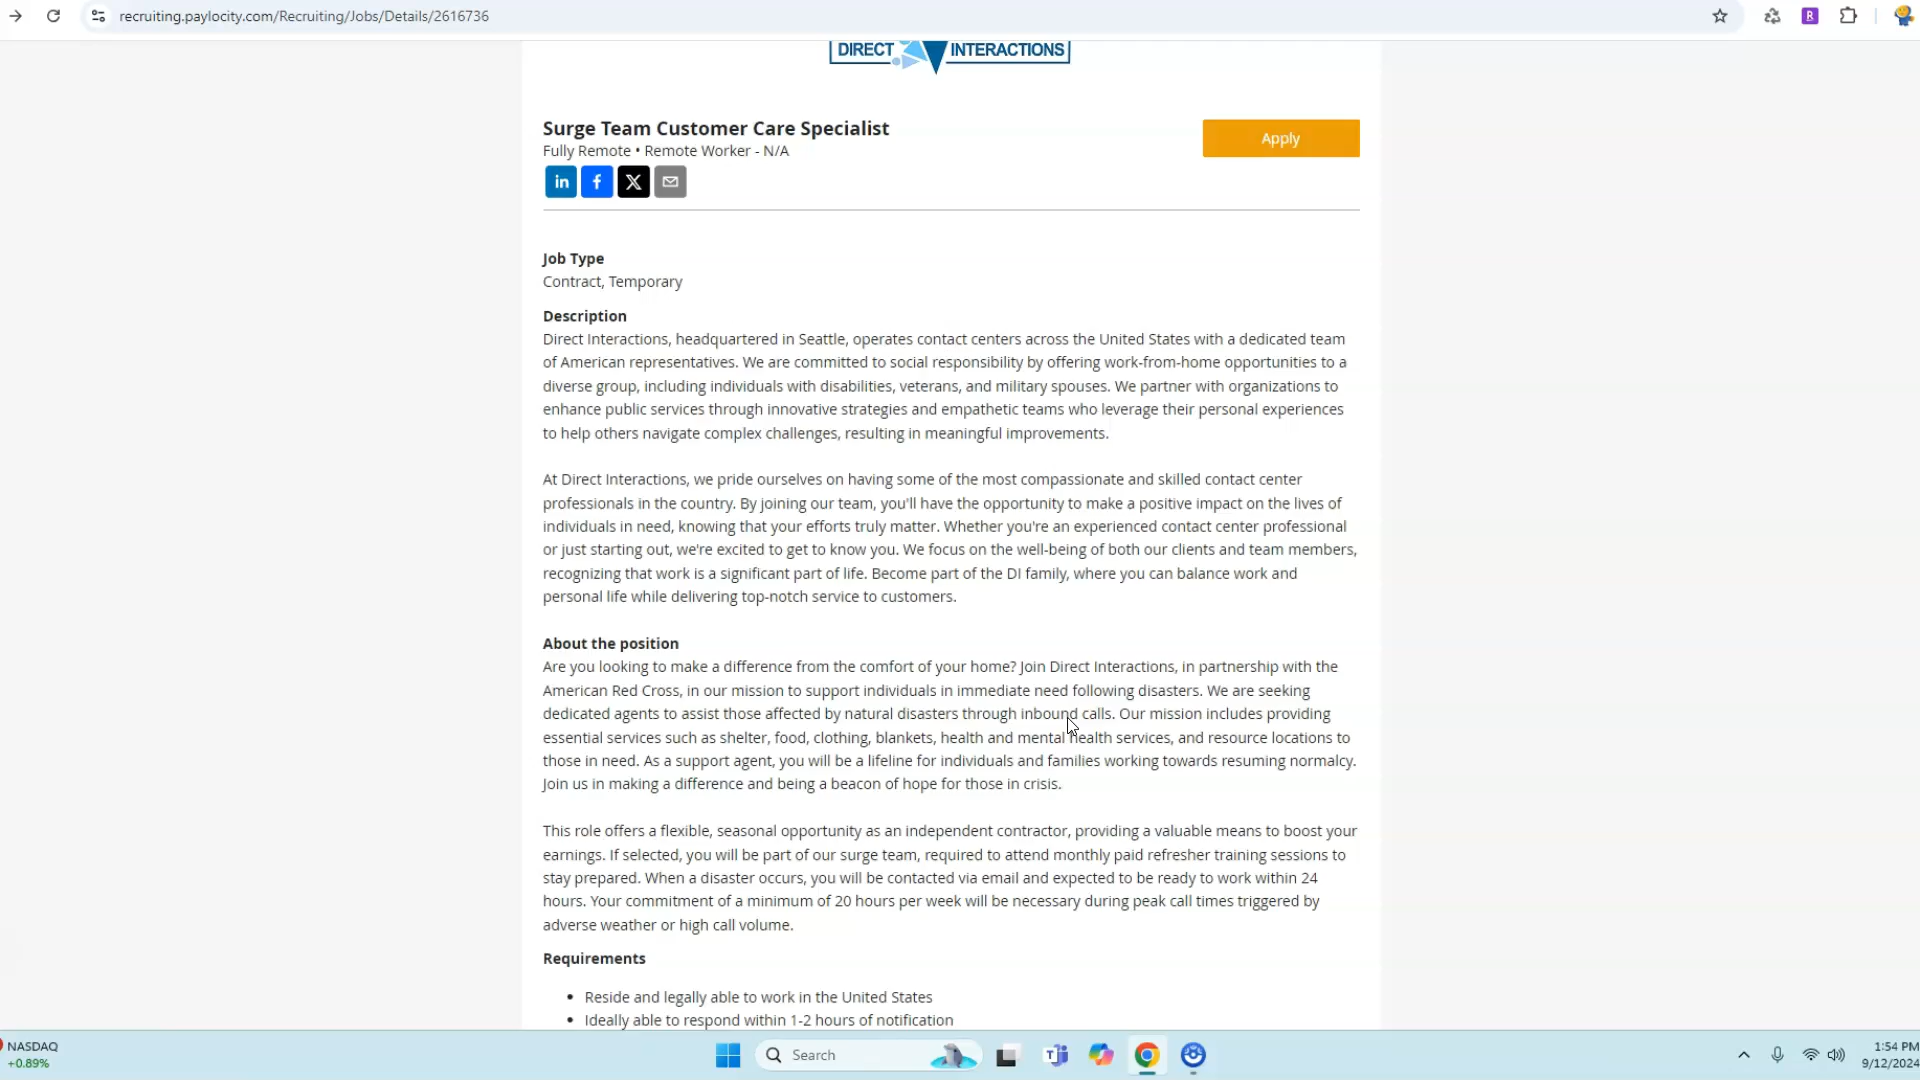 recruiting.paylocity.com/Recruiting/Jobs/Details/2616736
R
DIRECT INTERACTIONS
Surge Team Customer Care Specialist
Apply
Fully Remote • Remote Worker - N/A
in f X
Job Type
Contract, Temporary
Description
Direct Interactions, headquartered in Seattle, operates contact centers across the United States with a dedicated team
of American representatives. We are committed to social responsibility by offering work-from-home opportunities to a
diverse group, including individuals with disabilities, veterans, and military spouses. We partner with organizations to
enhance public services through innovative strategies and empathetic teams who leverage their personal experiences
to help others navigate complex challenges, resulting in meaningful improvements.
At Direct Interactions, we pride ourselves on having some of the most compassionate and skilled contact center
professionals in the country. By joining our team, you'll have the opportunity to make a positive impact on the lives of
individuals in need, knowing that your efforts truly matter. Whether you're an experienced contact center professional
or just starting out, we're excited to get to know you. We focus on the well-being of both our clients and team members,
recognizing that work is a significant part of life. Become part of the DI family, where you can balance work and
personal life while delivering top-notch service to customers.
About the position
Are you looking to make a difference from the comfort of your home? Join Direct Interactions, in partnership with the
American Red Cross, in our mission to support individuals in immediate need following disasters. We are seeking
dedicated agents to assist those affected by natural disasters through inbound calls. Our mission includes providing
essential services such as shelter, food, clothing, blankets, health and mental health services, and resource locations to
those in need. As a support agent, you will be a lifeline for individuals and families working towards resuming normalcy.
Join us in making a difference and being a beacon of hope for those in crisis.
This role offers a flexible, seasonal opportunity as an independent contractor, providing a valuable means to boost your
earnings. If selected, you will be part of our surge team, required to attend monthly paid refresher training sessions to
stay prepared. When a disaster occurs, you will be contacted via email and expected to be ready to work within 24
hours. Your commitment of a minimum of 20 hours per week will be necessary during peak call times triggered by
adverse weather or high call volume.
Requirements
• Reside and legally able to work in the United States
• Ideally able to respond within 1-2 hours of notification
NASDAQ
+0.89%
Search
1:54 PM
9/12/2024